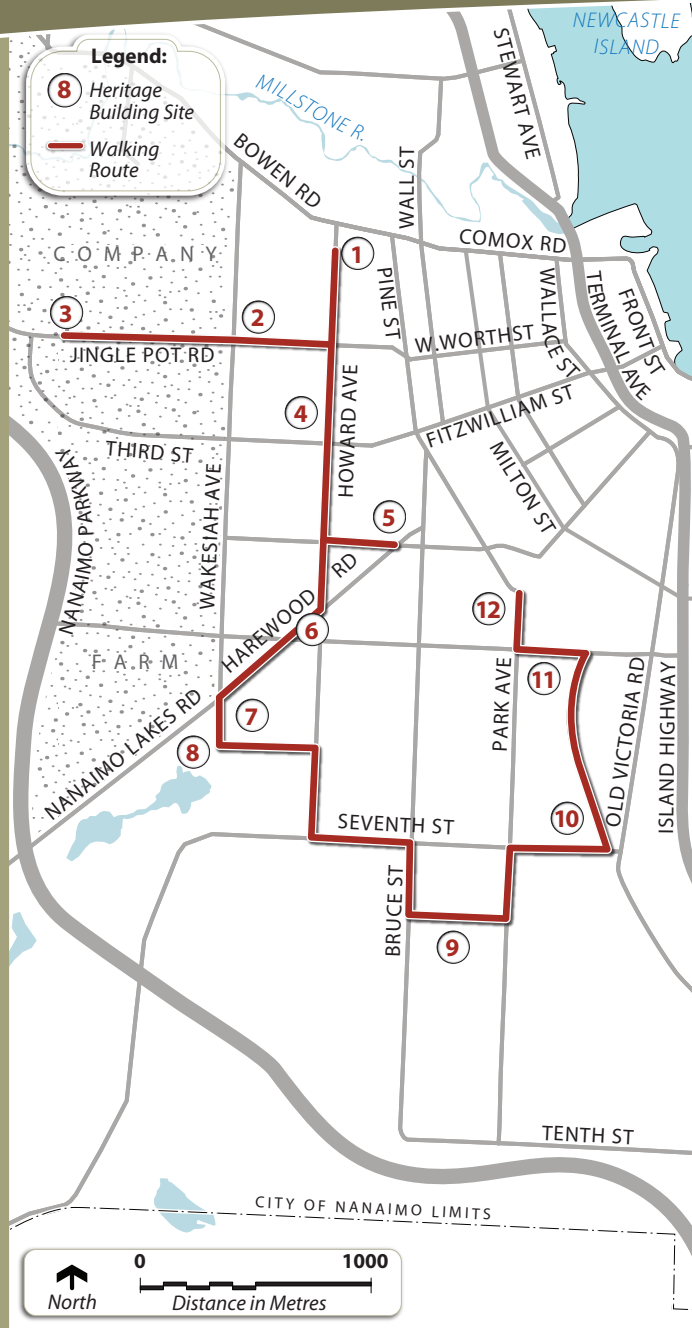 NEWCASTLE
ISLAND
Legend:
8 Heritage
Building Site
Walking
Route
STEWART AVE
MILLSTONE R.
BOWEN RD
WALL ST
COMOX RD
COMPANY
1
PINE ST
WALLACE ST
TERMINAL AVE
FRONT ST
3
2
W.WORTHST
JINGLE POT RD
4
HOWARD AVE
FITZWILLIAM ST
THIRD ST
MILTON ST
NANAIMO PARKWAY
WAKESIAH AVE
5
HAREWOOD RD
12
6
FARM
11
PARK AVE
OLD VICTORIA RD
ISLAND HIGHWAY
NANAIMO LAKES RD
7
8
10
SEVENTH ST
BRUCE ST
9
TENTH ST
CITY OF NANAIMO LIMITS
0 1000
North
Distance in Metres